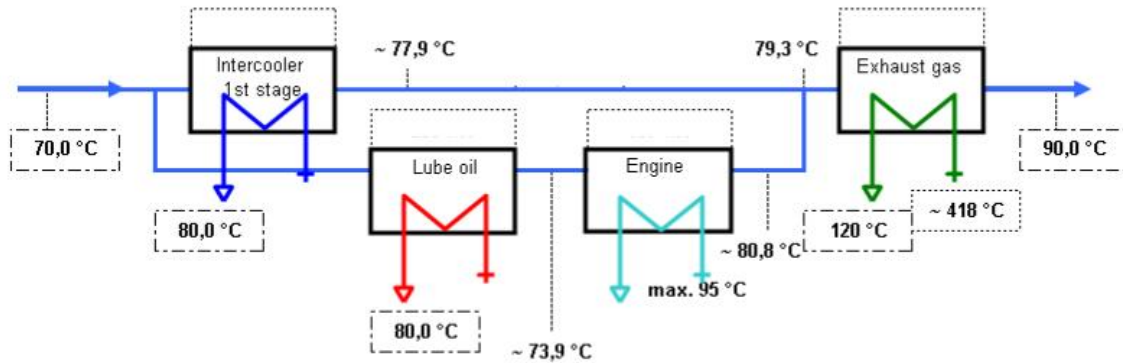 ~ 77,9 °C
79,3 °C
Intercooler
1st stage
Exhaust gas
70,0 °C
90,0 °C
Lube oil
Engine
80,0 °C
120 °C
~ 418 °C
~ 80,8 °C
max. 95 °C
80,0 °C
~ 73,9 °C